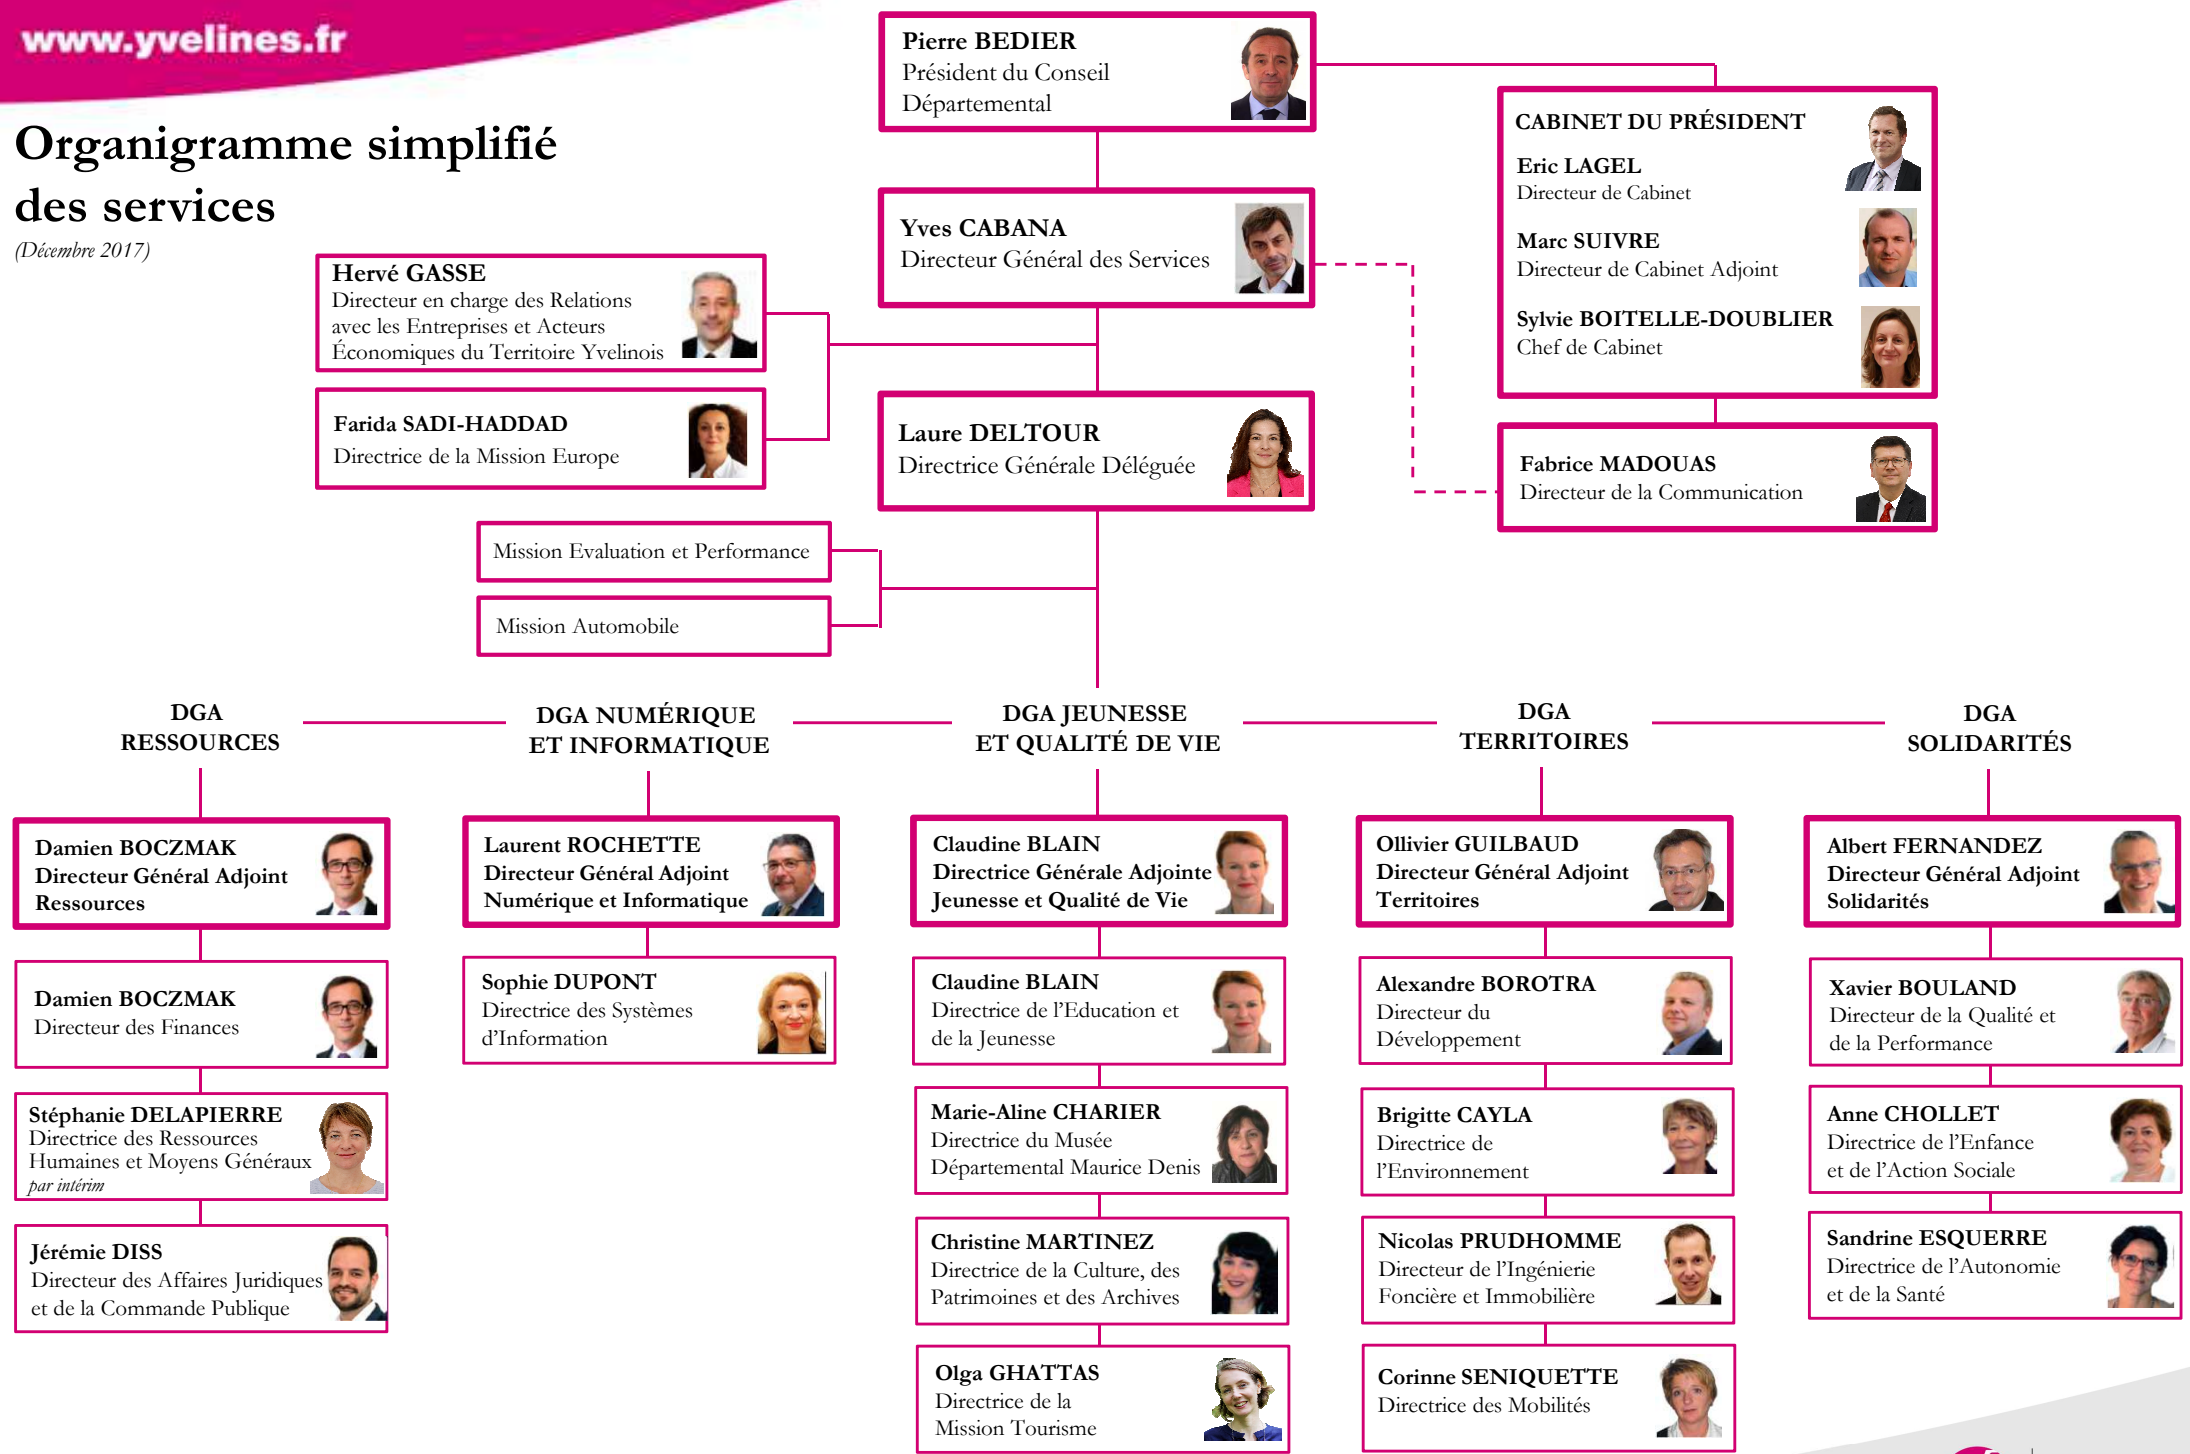 www.yvelines.fr
Organigramme simplifié
des services
(Décembre 2017)
Pierre BEDIER
Président du Conseil
Départemental
CABINET DU PRÉSIDENT
Eric LAGEL
Directeur de Cabinet
Marc SUIVRE
Directeur de Cabinet Adjoint
Sylvie BOITELLE-DOUBLIER
Chef de Cabinet
Yves CABANA
Directeur Général des Services
Hervé GASSE
Directeur en charge des Relations
avec les Entreprises et Acteurs
Économiques du Territoire Yvelinois
Farida SADI-HADDAD
Directrice de la Mission Europe
Laure DELTOUR
Directrice Générale Déléguée
Fabrice MADOUAS
Directeur de la Communication
Mission Evaluation et Performance
Mission Automobile
DGA
RESSOURCES
DGA NUMÉRIQUE
ET INFORMATIQUE
DGA JEUNESSE
ET QUALITÉ DE VIE
DGA
TERRITOIRES
DGA
SOLIDARITÉS
Damien BOCZMAK
Directeur Général Adjoint
Ressources
Laurent ROCHETTE
Directeur Général Adjoint
Numérique et Informatique
Claudine BLAIN
Directrice Générale Adjointe
Jeunesse et Qualité de Vie
Ollivier GUILBAUD
Directeur Général Adjoint
Territoires
Albert FERNANDEZ
Directeur Général Adjoint
Solidarités
Damien BOCZMAK
Directeur des Finances
Sophie DUPONT
Directrice des Systèmes
d'Information
Claudine BLAIN
Directrice de l'Education et
de la Jeunesse
Alexandre BOROTRA
Directeur du
Développement
Xavier BOULAND
Directeur de la Qualité et
de la Performance
Stéphanie DELAPIERRE
Directrice des Ressources
Humaines et Moyens Généraux
par intérim
Marie-Aline CHARIER
Directrice du Musée
Départemental Maurice Denis
Brigitte CAYLA
Directrice de
l'Environnement
Anne CHOLLET
Directrice de l'Enfance
et de l'Action Sociale
Jérémie DISS
Directeur des Affaires Juridiques
et de la Commande Publique
Christine MARTINEZ
Directrice de la Culture, des
Patrimoines et des Archives
Nicolas PRUDHOMME
Directeur de l'Ingénierie
Foncière et Immobilière
Sandrine ESQUERRE
Directrice de l'Autonomie
et de la Santé
Olga GHATTAS
Directrice de la
Mission Tourisme
Corinne SENIQUETTE
Directrice des Mobilités